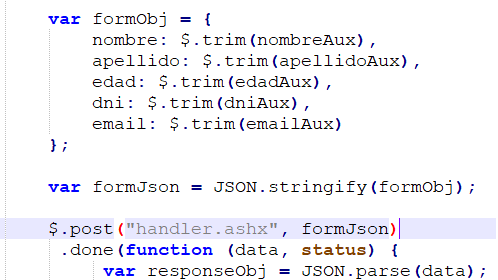 var formObj = {
nombre: $.trim(nombreAux),
apellido: $.trim(apellidoAux),
edad: $.trim(edadAux),
dni: $.trim(dniAux),
email: $.trim(emailAux)
};
var formJson = JSON.stringify(formObj);
$.post("handler.ashx", formJson)
.done(function (data, status) {
var responseObj = JSON.parse(data);